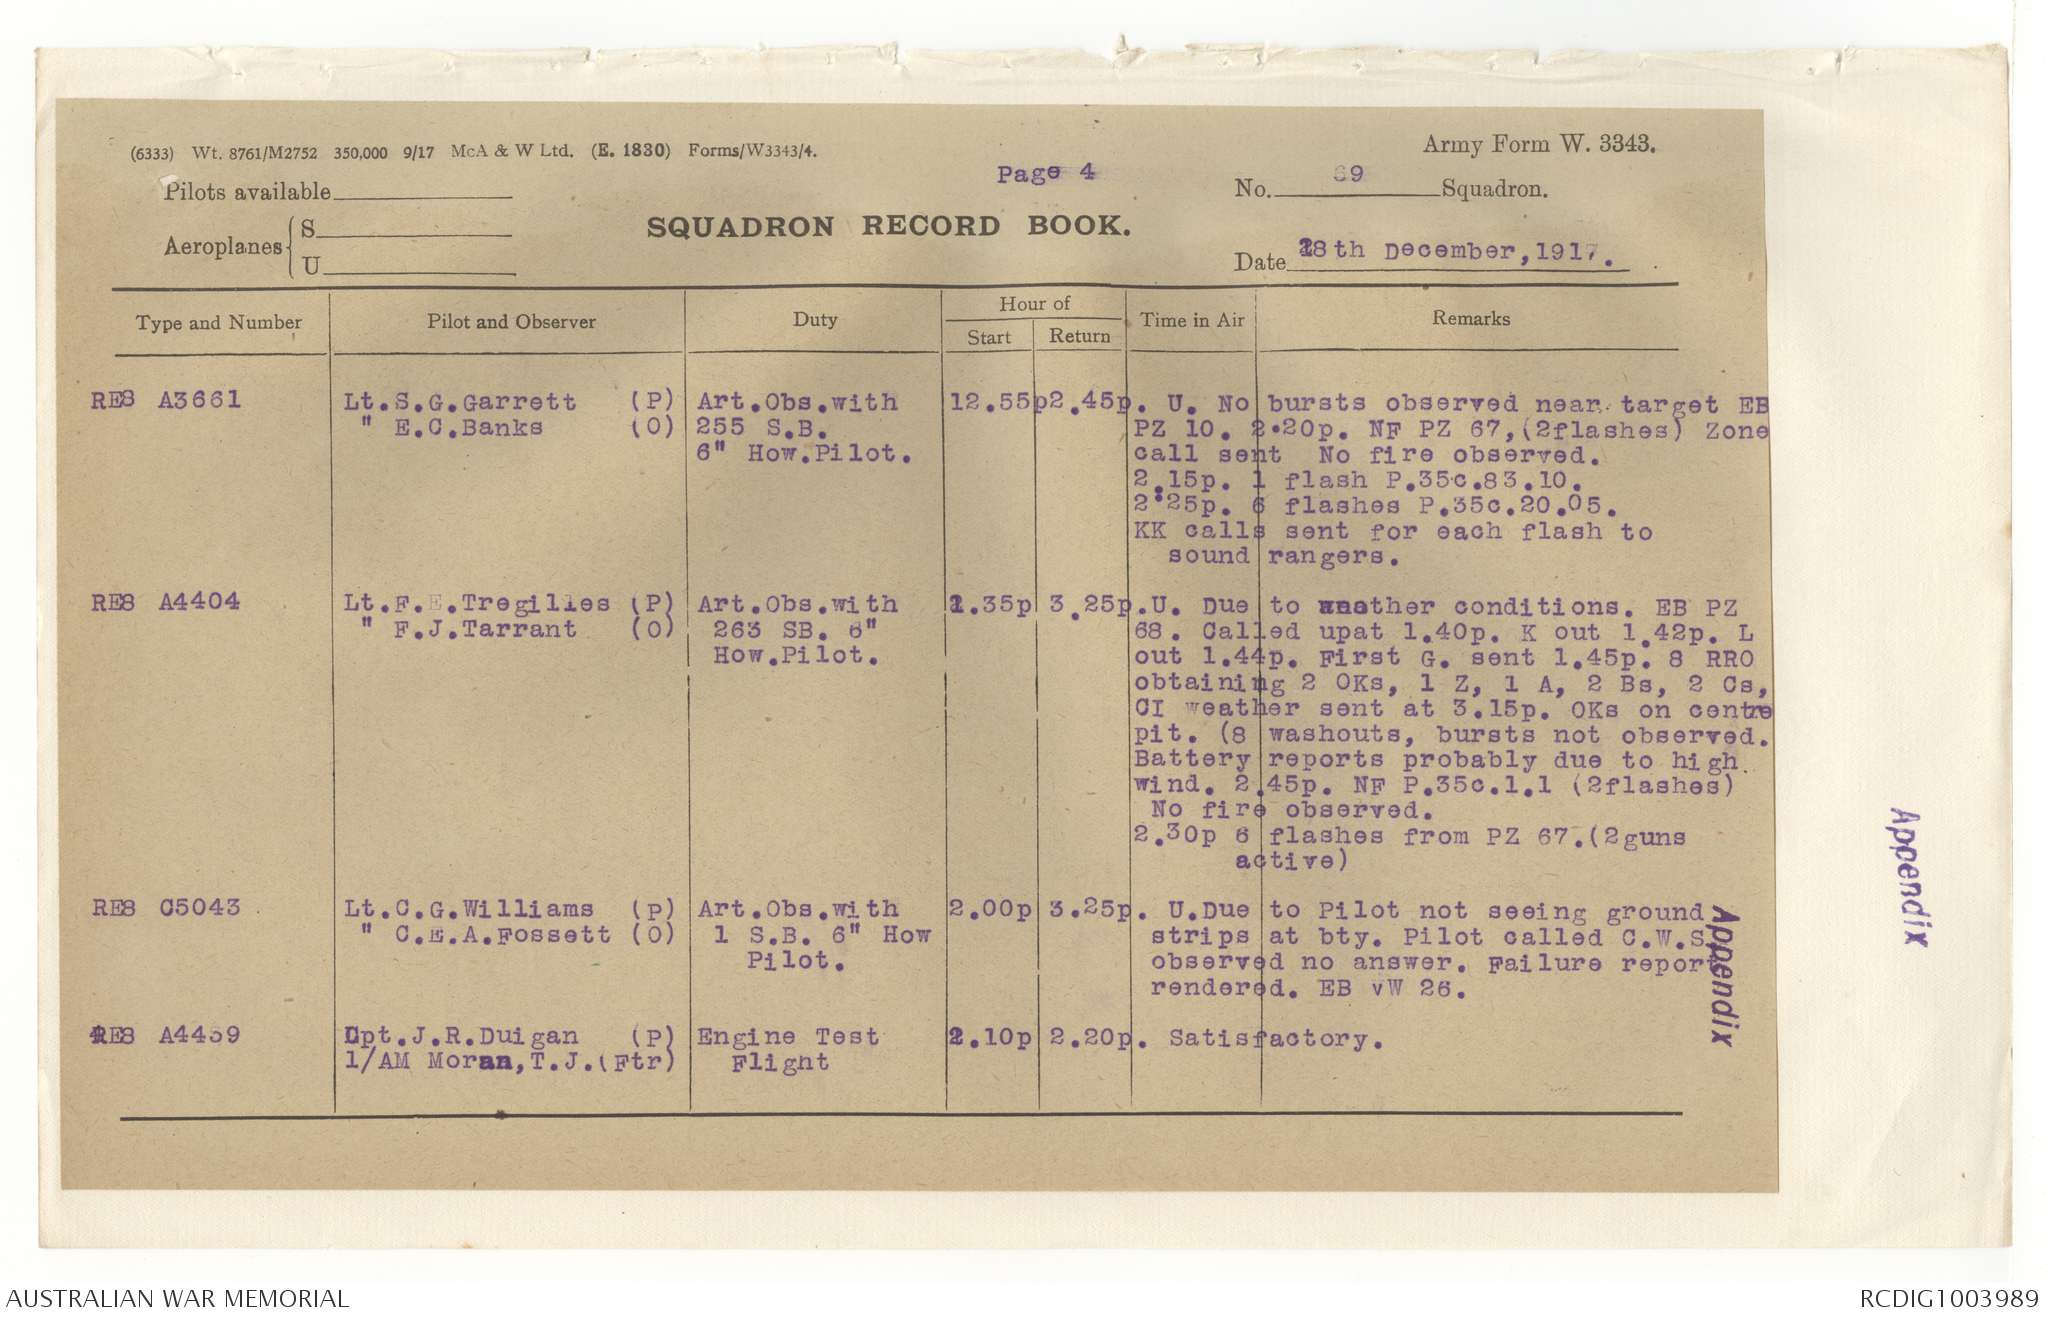 (6333) Wt. 8761/M2752 350,000 9/17 McA & W Ltd. (E. 1830) Forms/W3343/4.
Army Form W. 3343.
Page 4
Pilots available
No. 69 Squadron.
Aeroplanes { S
U
SQUADRON RECORD BOOK.
Date 28th December, 1917.
Type and Number
Pilot and Observer
Duty
Hour of
Start
Return
Time in Air
Remarks
RE8 A3661
Lt.S.G.Garrett (P)
" E.C.Banks (O)
Art.Obs.with
255 S.B.
6" How.Pilot.
12.55p
2.45p.
U. No bursts observed near target EB
PZ 10. 2.20p. NF PZ 67,(2flashes) Zone
call sent No fire observed.
2.15p. 1 flash P.35c.83.10.
2.25p. 6 flashes P.35c.20.05.
KK calls sent for each flash to
sound rangers.
RE8 A4404
Lt.F.E.Tregilles (P)
" F.J.Tarrant (O)
Art.Obs.with
263 SB. 6"
How.Pilot.
1.35p
3.25p.
U. Due to weather conditions. EB PZ
68. Called upat 1.40p. K out 1.42p. L
out 1.44p. First G. sent 1.45p. 8 RRO
obtaining 2 OKs, 1 Z, 1 A, 2 Bs, 2 Cs,
CI weather sent at 3.15p. OKs on centre
pit. (8 washouts, bursts not observed.
Battery reports probably due to high
wind. 2.45p. NF P.35c.1.1 (2flashes)
No fire observed.
2.30p 6 flashes from PZ 67.(2guns
active)
RE8 C5043
Lt.C.G.Williams (P)
" C.E.A.Fossett (O)
Art.Obs.with
1 S.B. 6" How
Pilot.
2.00p
3.25p.
U.Due to Pilot not seeing ground
strips at bty. Pilot called C.W.S.
observed no answer. Failure report
rendered. EB vW 26.
RE8 A4439
Cpt.J.R.Duigan (P)
1/AM Moran,T.J.(Ftr)
Engine Test
Flight
2.10p
2.20p.
Satisfactory.
Appendix
Appendix
AUSTRALIAN WAR MEMORIAL
RCDIG1003989